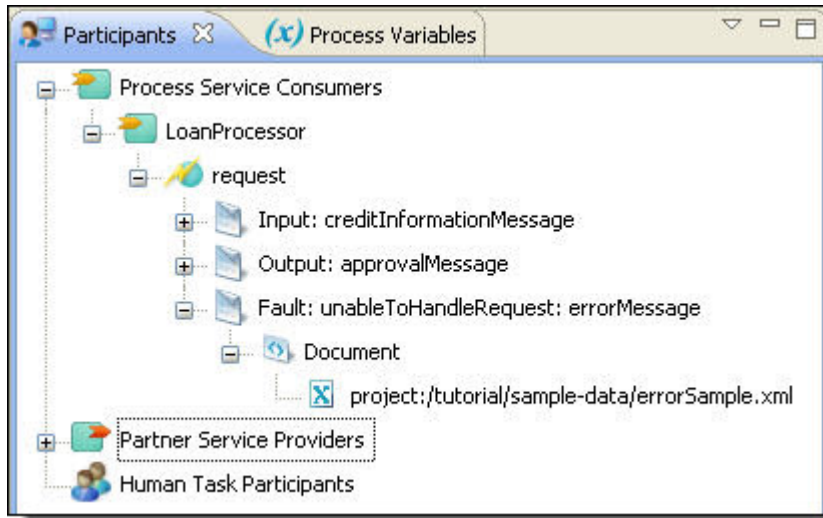 Participants (x) Process Variables
Process Service Consumers
LoanProcessor
request
Input: creditInformationMessage
Output: approvalMessage
Fault: unableToHandleRequest: errorMessage
Document
project:/tutorial/sample-data/errorSample.xml
Partner Service Providers
Human Task Participants